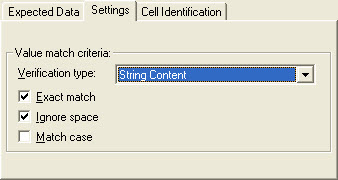 Expected Data Settings Cell Identification
Value match criteria:
Verification type: String Content
Exact match
Ignore space
Match case